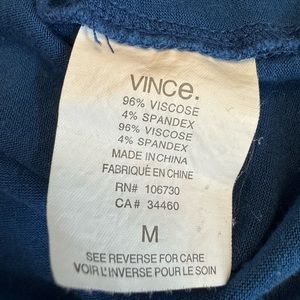 VINCe.
96% VISCOSE
4% SPANDEX
96% VISCOSE
4% SPANDEX
MADE IN CHINA
FABRIQUÉ EN CHINE
RN# 106730
CA# 34460
M
SEE REVERSE FOR CARE
VOIR L'INVERSE POUR LE SOIN